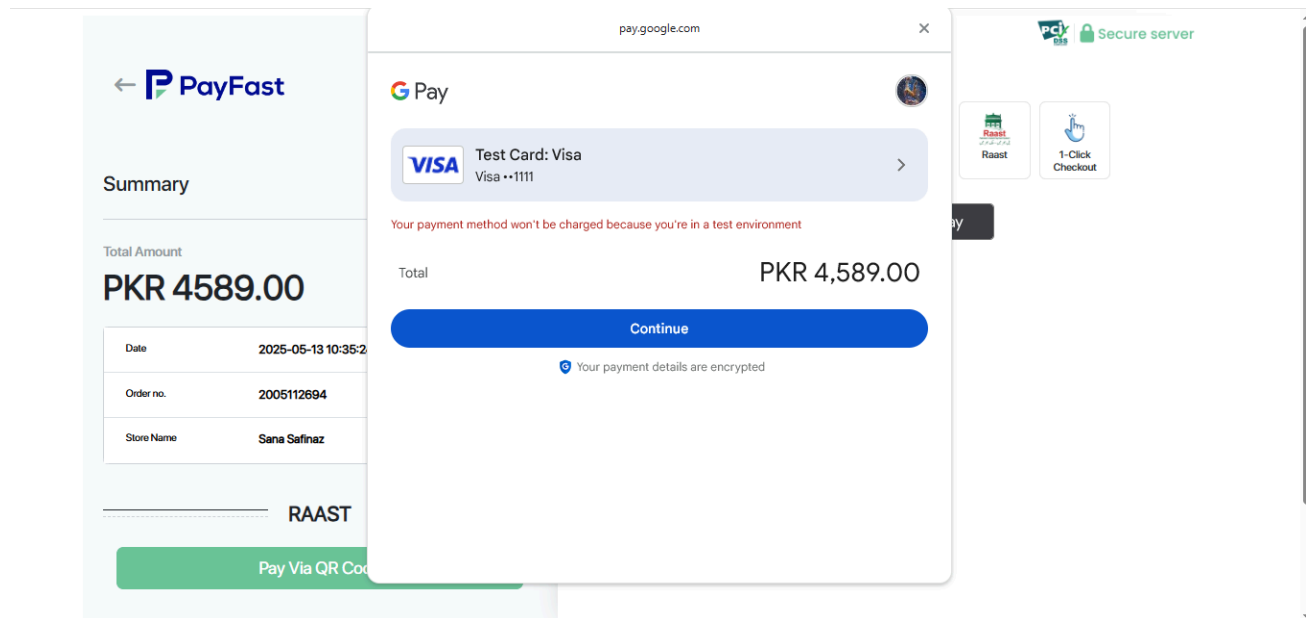 pay.google.com
PCI
DSS
Secure server
PayFast
G Pay
VISA
Test Card: Visa
Visa ••1111
Raast
Raast
1-Click
Checkout
Summary
Your payment method won't be charged because you're in a test environment
ay
Total Amount
PKR 4589.00
Total
PKR 4,589.00
Continue
Date
2025-05-13 10:35:2
Your payment details are encrypted
Order no.
2005112694
Store Name
Sana Safinaz
RAAST
Pay Via QR Co